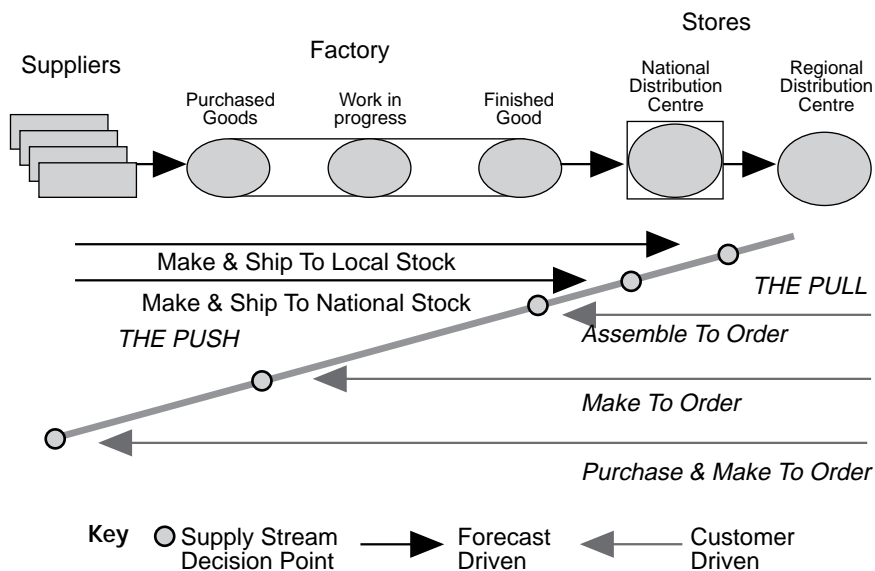 Stores
Factory
Suppliers
National
Distribution
Centre
Regional
Distribution
Centre
Purchased
Goods
Work in
progress
Finished
Good
Make & Ship To Local Stock
Make & Ship To National Stock
THE PULL
THE PUSH
Assemble To Order
Make To Order
Purchase & Make To Order
Key
Supply Stream
Decision Point
Forecast
Driven
Customer
Driven